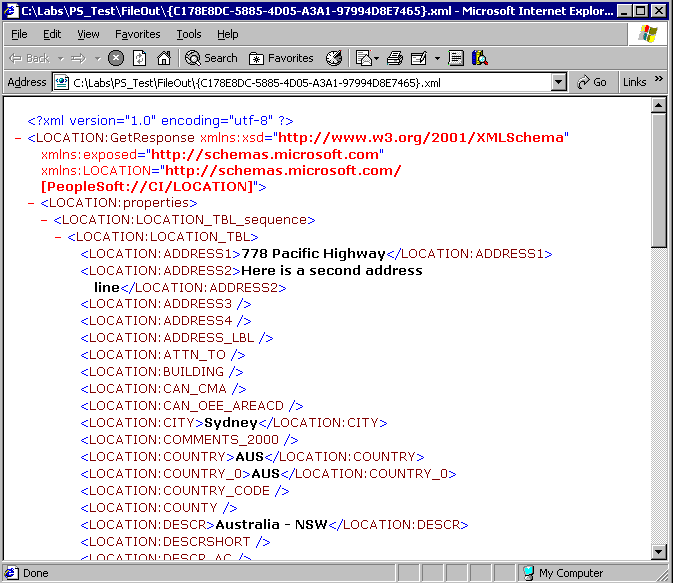 C:\Labs\PS_Test\FileOut\{C178E8DC-5885-4D05-A3A1-97994D8E7465}.xml - Microsoft Internet Explor...
File Edit View Favorites Tools Help
Back Search Favorites
Address C:\Labs\PS_Test\FileOut\{C178E8DC-5885-4D05-A3A1-97994D8E7465}.xml Go Links »
<?xml version="1.0" encoding="utf-8" ?>
- <LOCATION:GetResponse xmlns:xsd="http://www.w3.org/2001/XMLSchema"
xmlns:exposed="http://schemas.microsoft.com"
xmlns:LOCATION="http://schemas.microsoft.com/
[PeopleSoft://CI/LOCATION]">
- <LOCATION:properties>
- <LOCATION:LOCATION_TBL_sequence>
- <LOCATION:LOCATION_TBL>
<LOCATION:ADDRESS1>778 Pacific Highway</LOCATION:ADDRESS1>
<LOCATION:ADDRESS2>Here is a second address
line</LOCATION:ADDRESS2>
<LOCATION:ADDRESS3 />
<LOCATION:ADDRESS4 />
<LOCATION:ADDRESS_LBL />
<LOCATION:ATTN_TO />
<LOCATION:BUILDING />
<LOCATION:CAN_CMA />
<LOCATION:CAN_OEE_AREACD />
<LOCATION:CITY>Sydney</LOCATION:CITY>
<LOCATION:COMMENTS_2000 />
<LOCATION:COUNTRY>AUS</LOCATION:COUNTRY>
<LOCATION:COUNTRY_0>AUS</LOCATION:COUNTRY_0>
<LOCATION:COUNTRY_CODE />
<LOCATION:COUNTY />
<LOCATION:DESCR>Australia - NSW</LOCATION:DESCR>
<LOCATION:DESCRSHORT />
<LOCATION:DESCR_AC />
Done My Computer